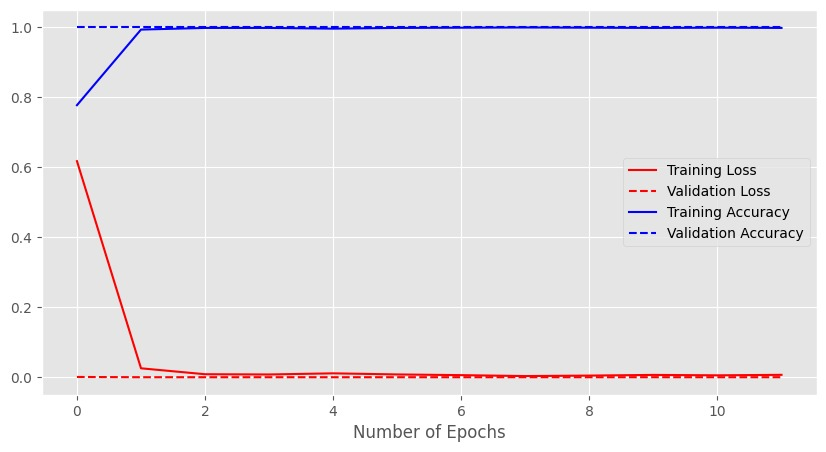 1.0
0.8
0.6
0.4
0.2
0.0
Training Loss
Validation Loss
Training Accuracy
Validation Accuracy
0 2 4 6 8 10
Number of Epochs